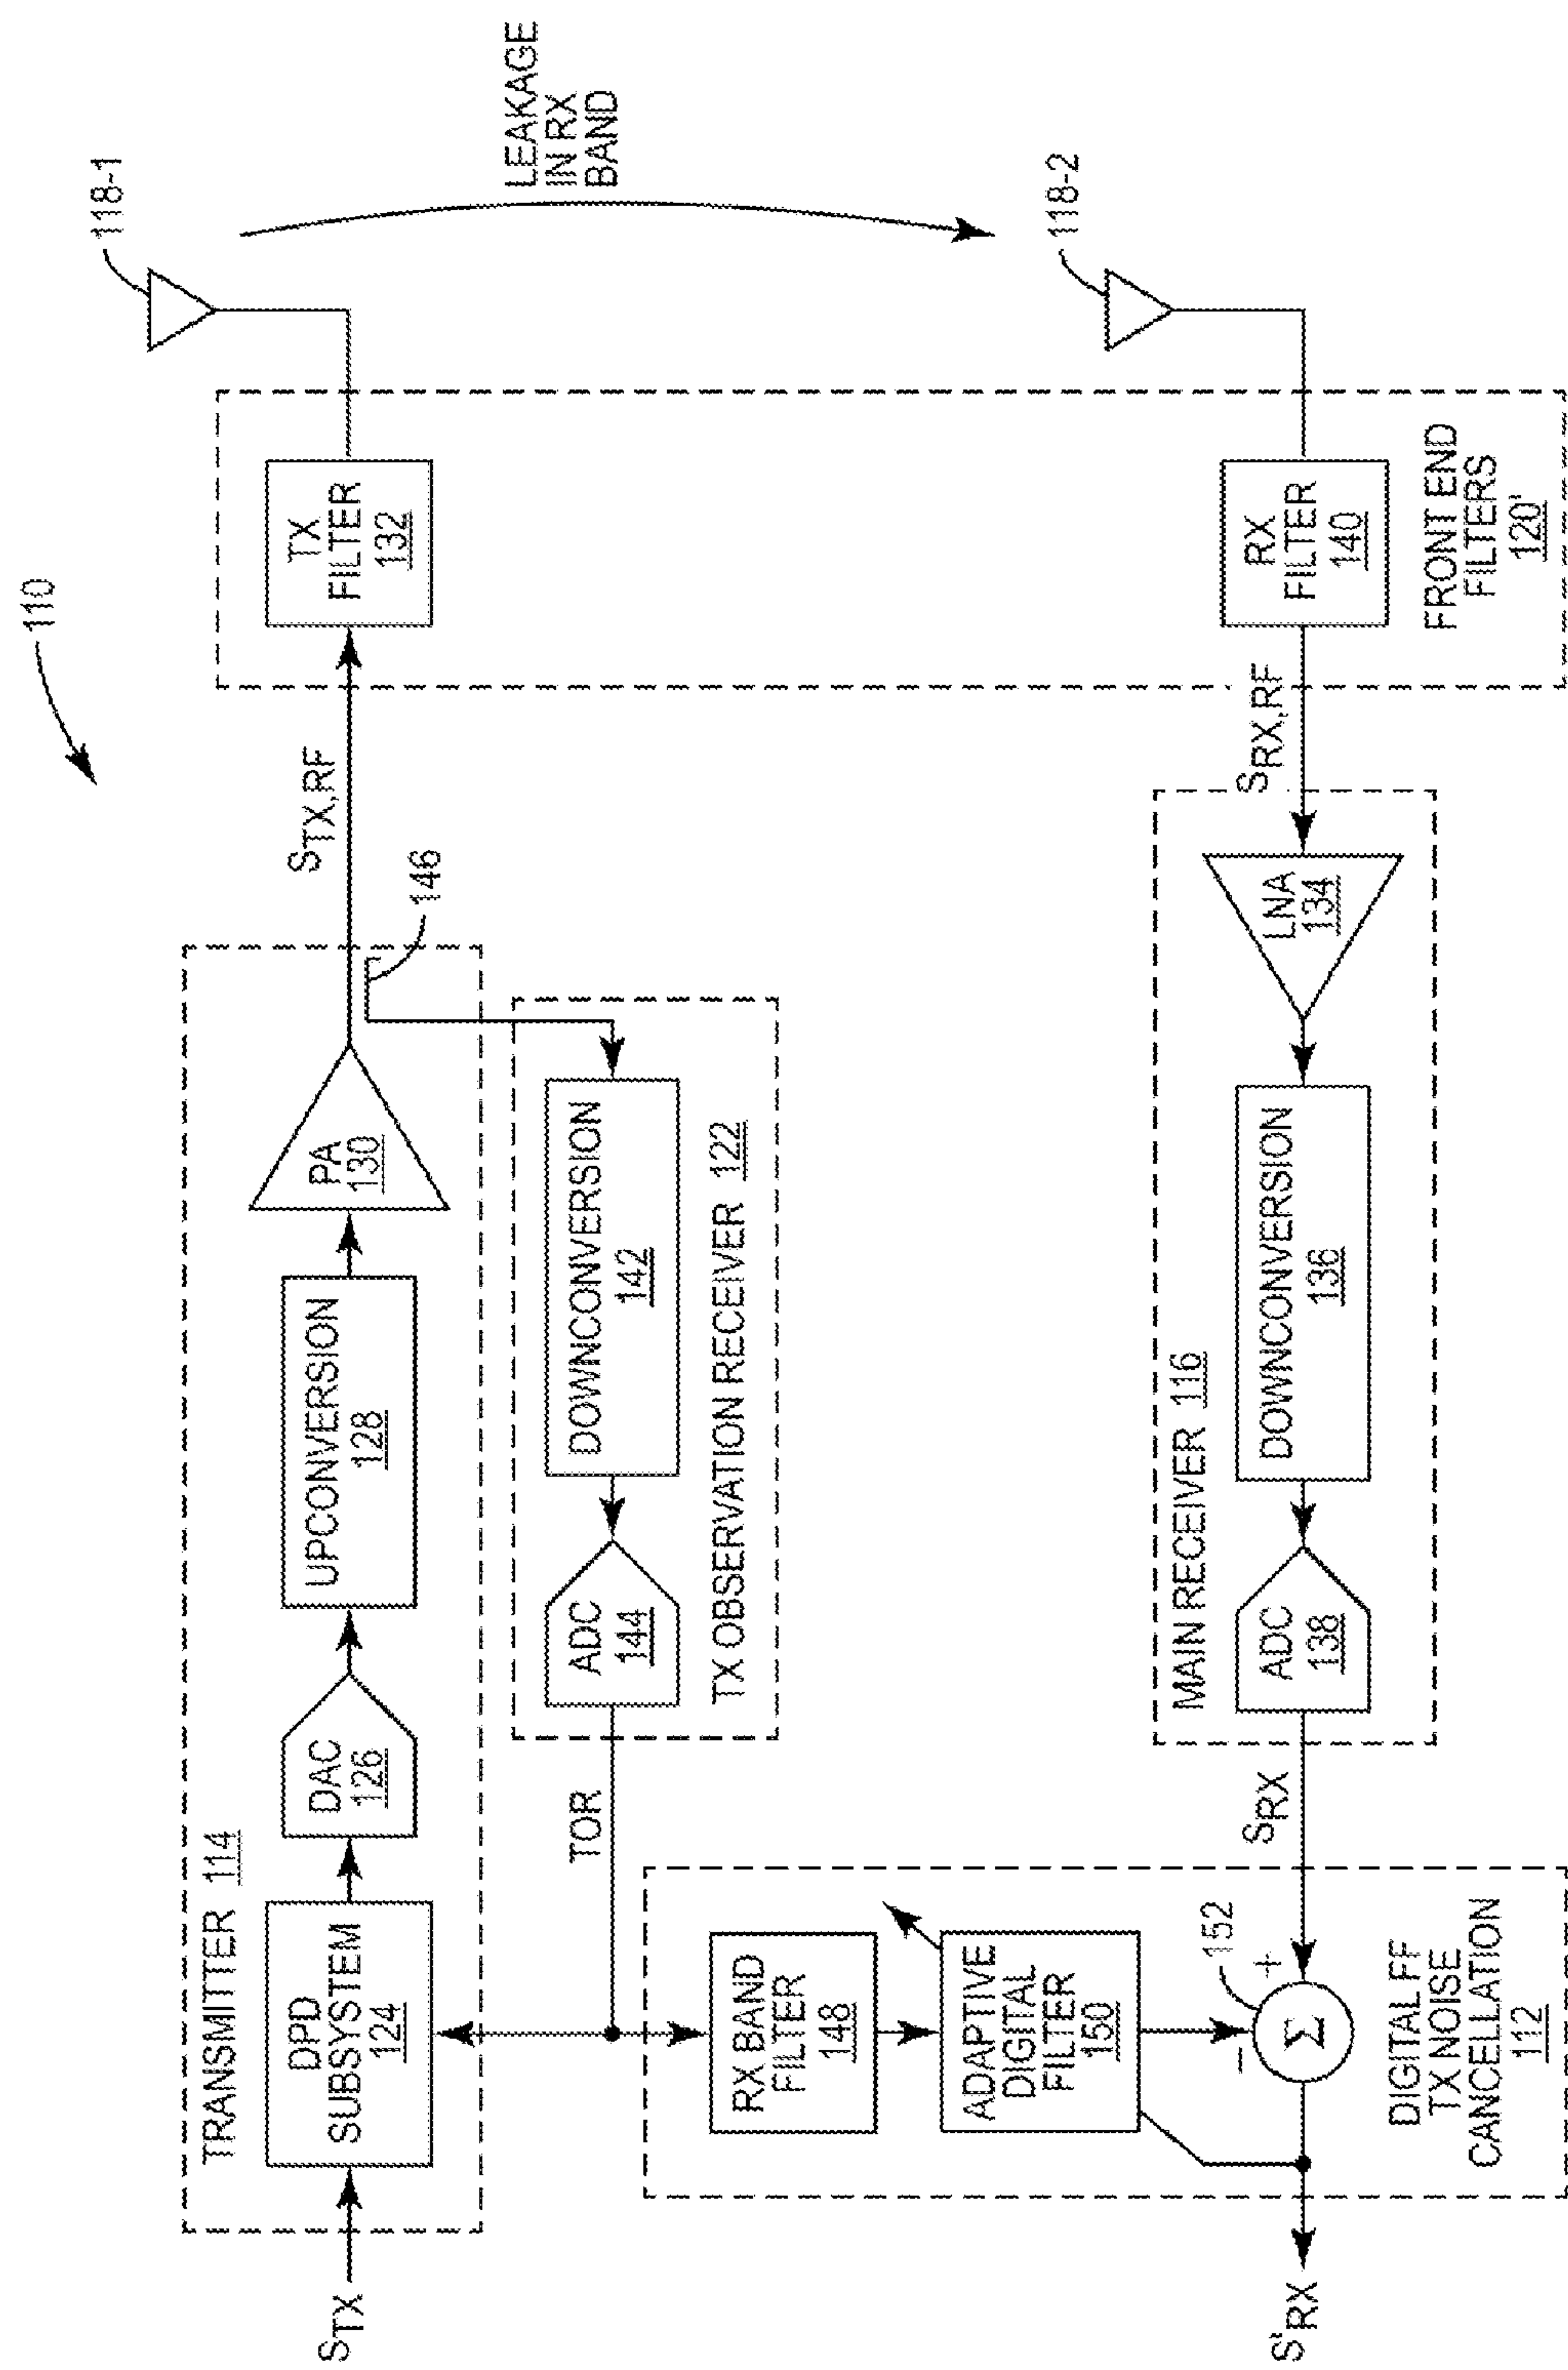 110
118-1
LEAKAGE
IN RX
BAND
118-2
TRANSMITTER 114
STX
DPD
SUBSYSTEM
124
DAC
126
UPCONVERSION
128
PA
130
STX,RF
146
TX
FILTER
132
TOR
ADC
144
DOWNCONVERSION
142
TX OBSERVATION RECEIVER 122
RX BAND
FILTER
148
ADAPTIVE
DIGITAL
FILTER
150
152
+
−
Σ
S'RX
DIGITAL FF
TX NOISE
CANCELLATION
112
SRX
MAIN RECEIVER 116
ADC
138
DOWNCONVERSION
136
LNA
134
SRX,RF
RX
FILTER
140
FRONT END
FILTERS
120'